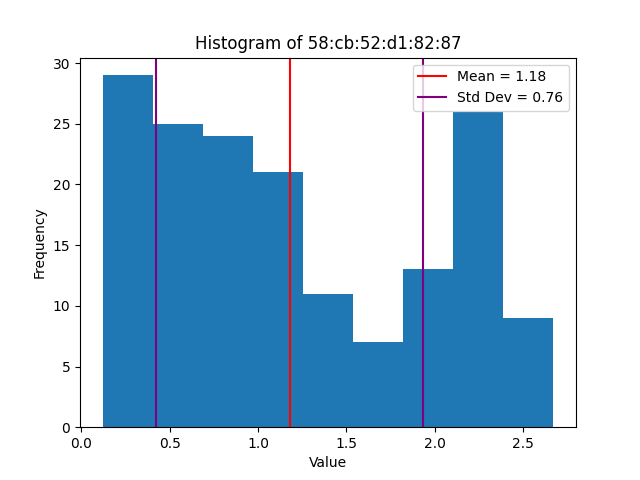 Histogram of 58:cb:52:d1:82:87
Mean = 1.18
Std Dev = 0.76
Frequency
30
25
20
15
10
5
0
0.0 0.5 1.0 1.5 2.0 2.5
Value